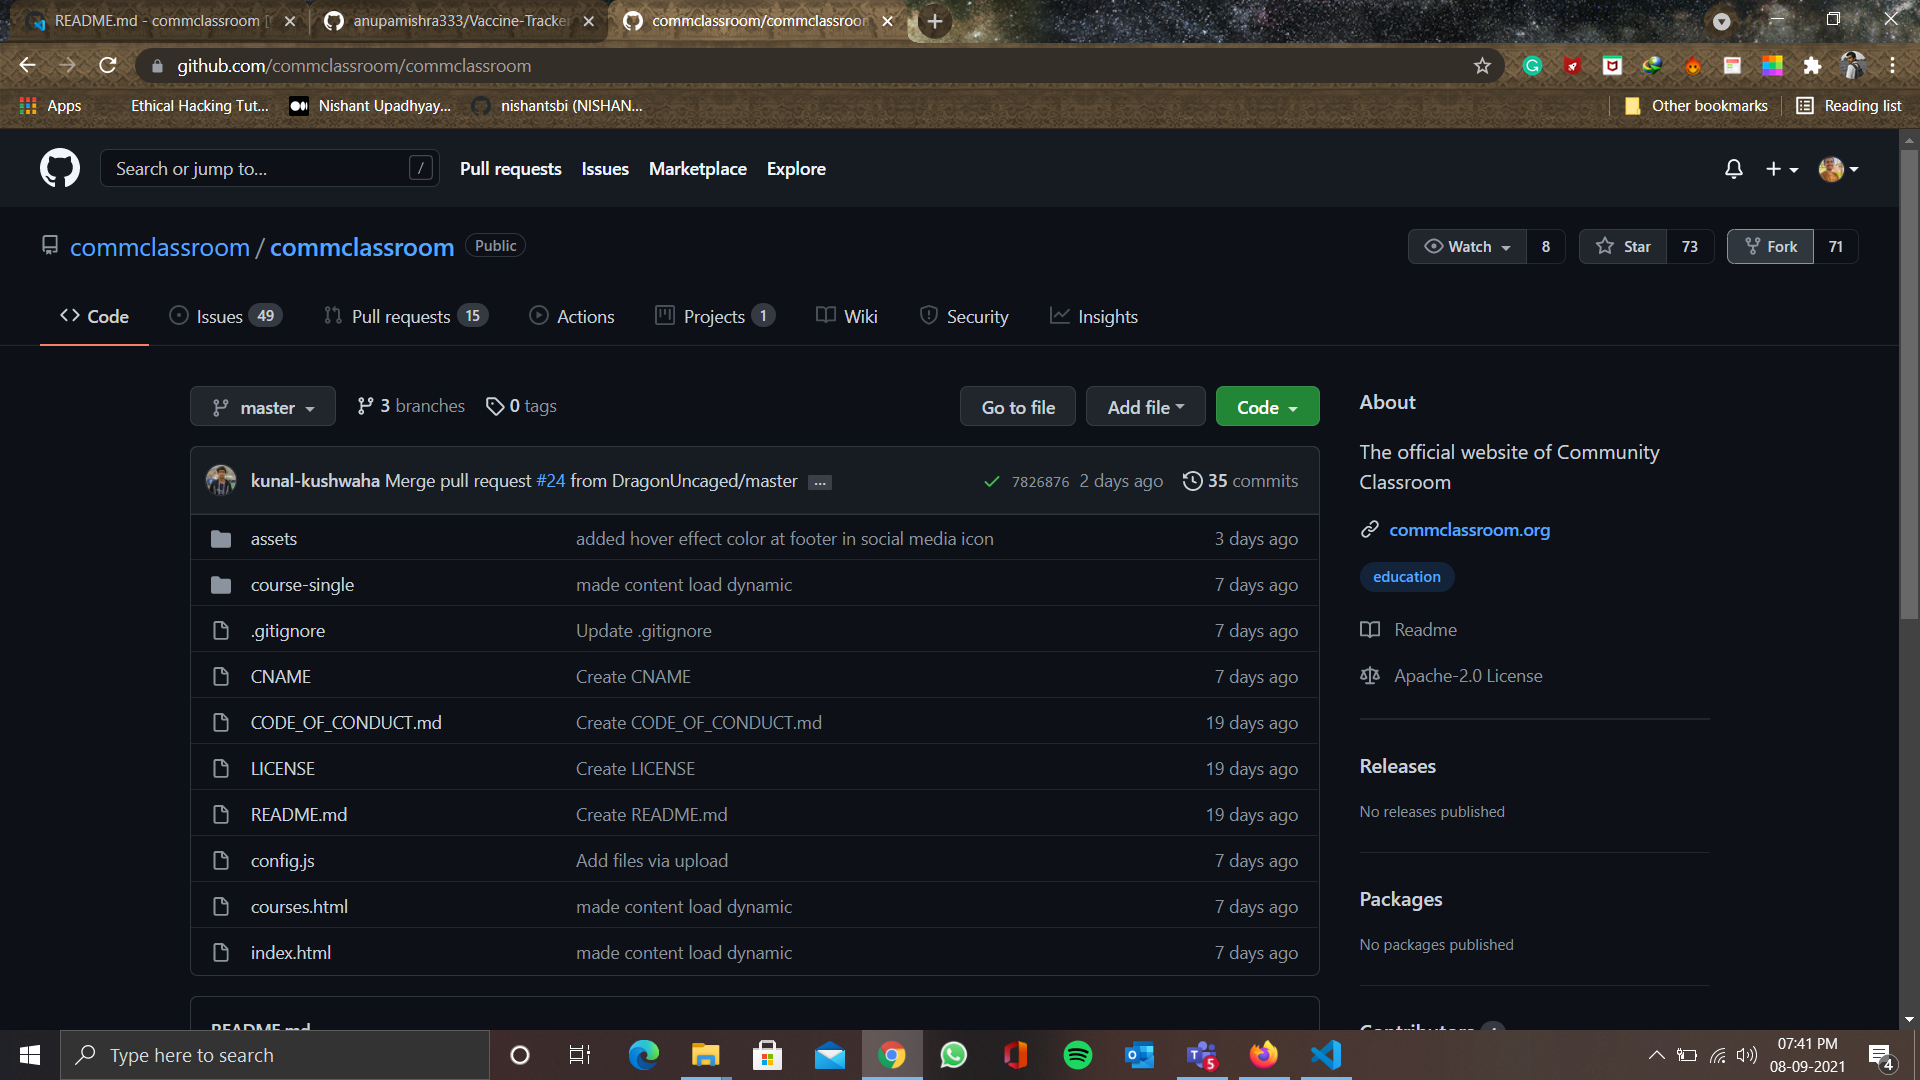 README.md - commclassroom [
anupamishra333/Vaccine-Tracke
commclassroom/commclassroom
github.com/commclassroom/commclassroom
Apps
Ethical Hacking Tut...
Nishant Upadhyay...
nishantsbi (NISHAN...
Other bookmarks
Reading list
Search or jump to... /
Pull requests Issues Marketplace Explore
commclassroom / commclassroom Public
Watch 8 Star 73 Fork 71
Code Issues 49 Pull requests 15 Actions Projects 1 Wiki Security Insights
master 3 branches 0 tags Go to file Add file Code
kunal-kushwaha Merge pull request #24 from DragonUncaged/master ... 7826876 2 days ago 35 commits
assets added hover effect color at footer in social media icon 3 days ago
course-single made content load dynamic 7 days ago
.gitignore Update .gitignore 7 days ago
CNAME Create CNAME 7 days ago
CODE_OF_CONDUCT.md Create CODE_OF_CONDUCT.md 19 days ago
LICENSE Create LICENSE 19 days ago
README.md Create README.md 19 days ago
config.js Add files via upload 7 days ago
courses.html made content load dynamic 7 days ago
index.html made content load dynamic 7 days ago
README.md
About
The official website of Community
Classroom
commclassroom.org
education
Readme
Apache-2.0 License
Releases
No releases published
Packages
No packages published
Contributors 4
Type here to search
5
07:41 PM
08-09-2021
4